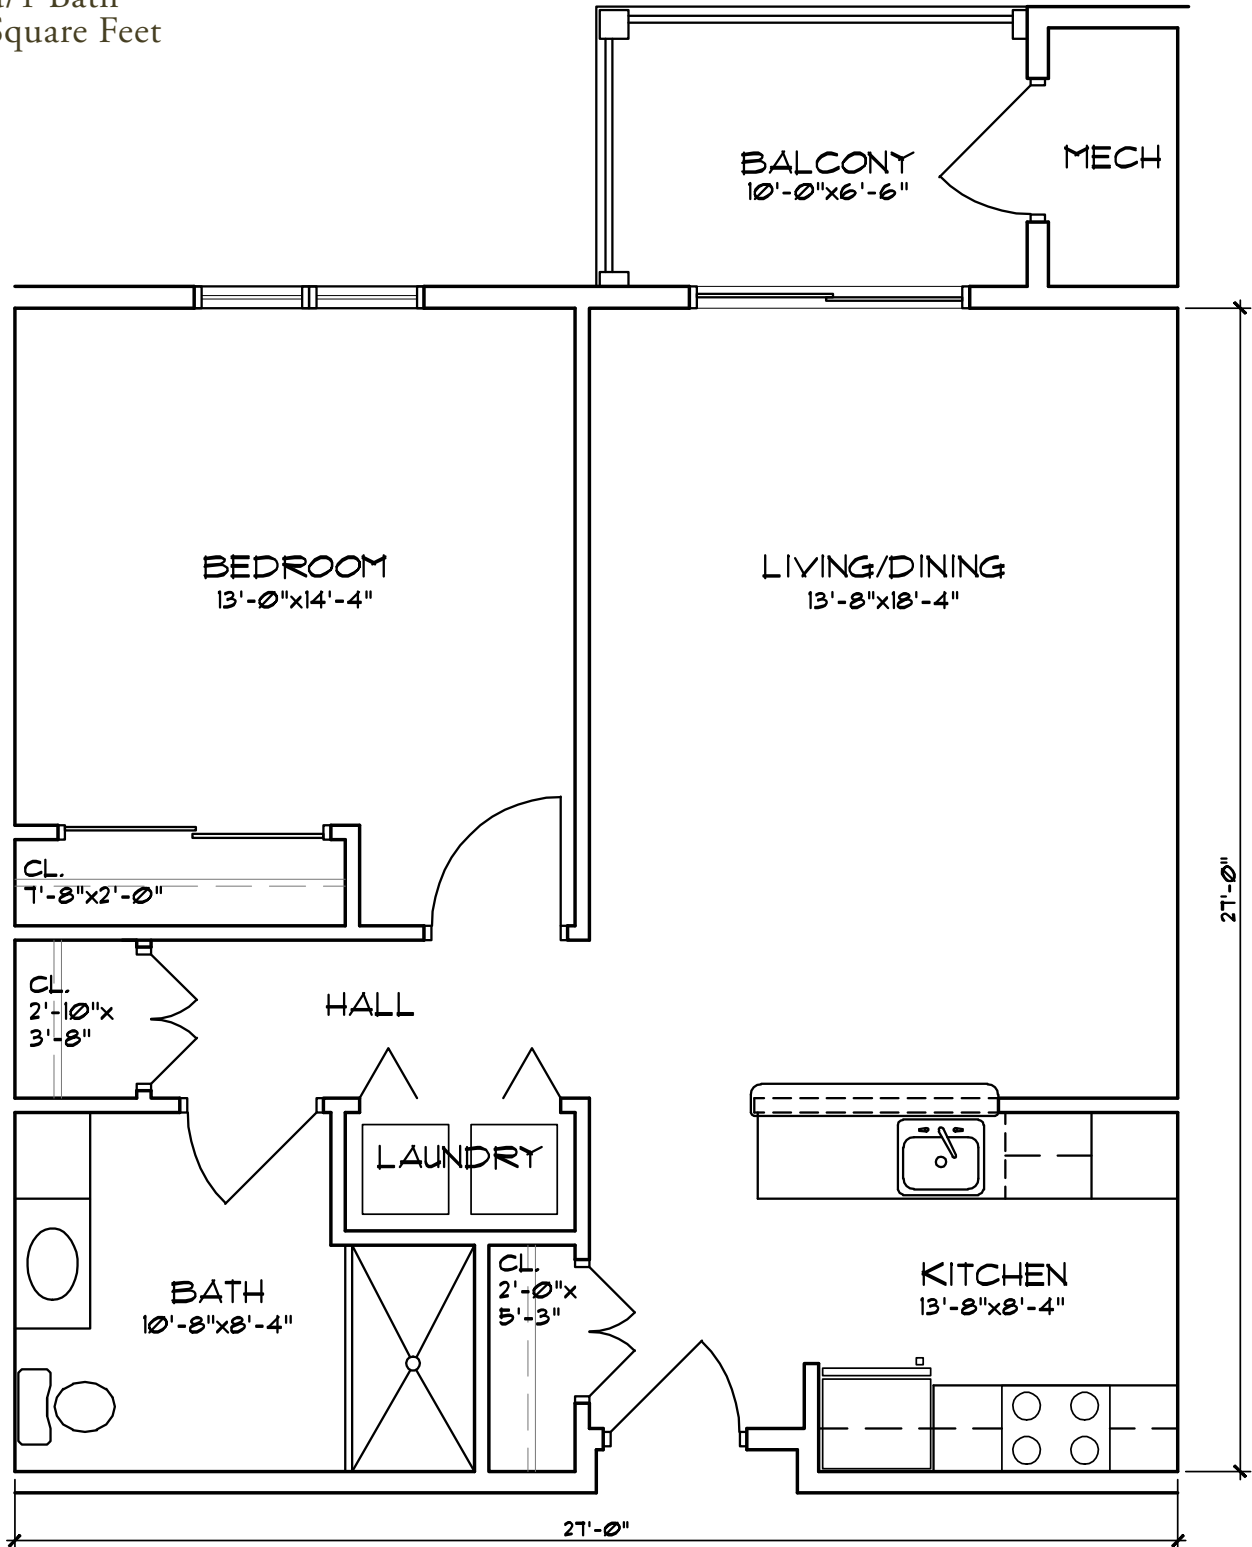 Bath
Square Feet
BALCONY
10'-0"x6'-6"
MECH
BEDROOM
13'-0"x14'-4"
LIVING/DINING
13'-8"x18'-4"
CL.
7'-8"x2'-0"
27'-0"
CL.
2'-10"x
3'-8"
HALL
LAUNDRY
BATH
10'-8"x8'-4"
CL.
2'-0"x
5'-3"
KITCHEN
13'-8"x8'-4"
27'-0"